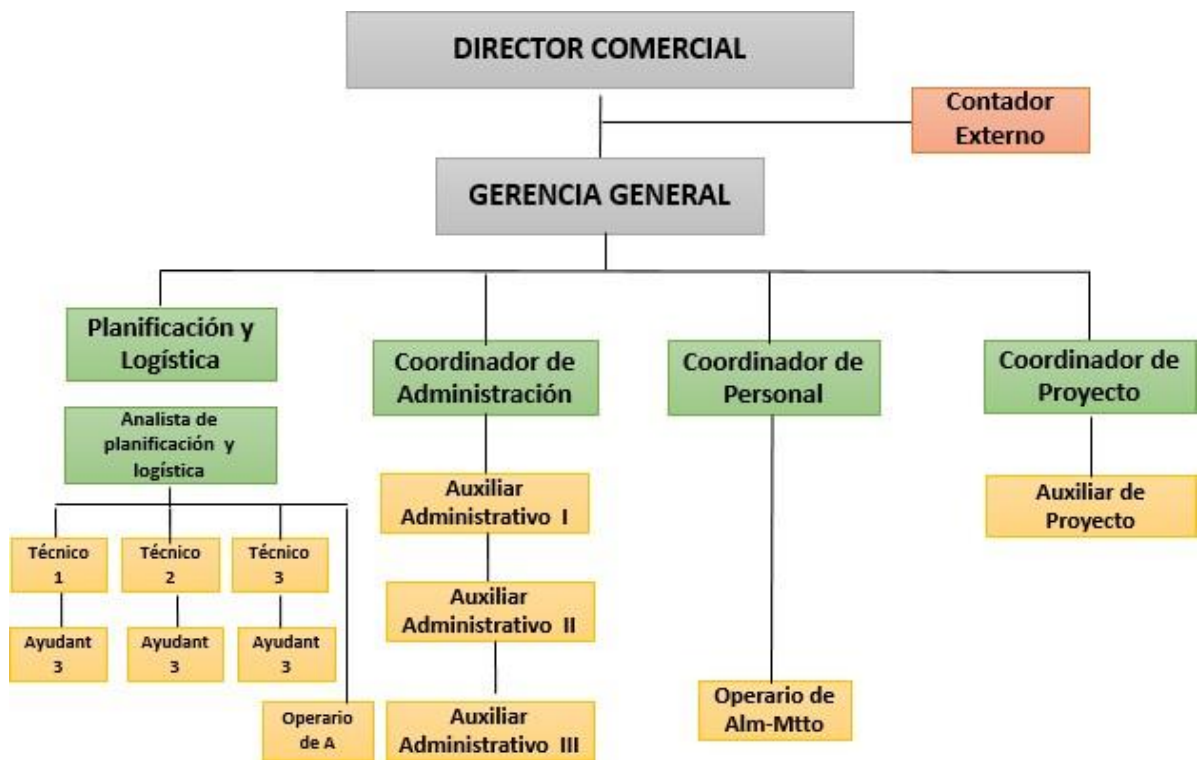 DIRECTOR COMERCIAL
Contador
Externo
GERENCIA GENERAL
Planificación y
Logística
Coordinador de
Administración
Coordinador de
Personal
Coordinador de
Proyecto
Analista de
planificación y
logística
Auxiliar
Administrativo I
Auxiliar de
Proyecto
Técnico
1
Técnico
2
Técnico
3
Auxiliar
Administrativo II
Ayudant
3
Ayudant
3
Ayudant
3
Operario
de A
Auxiliar
Administrativo III
Operario de
Alm-Mtto